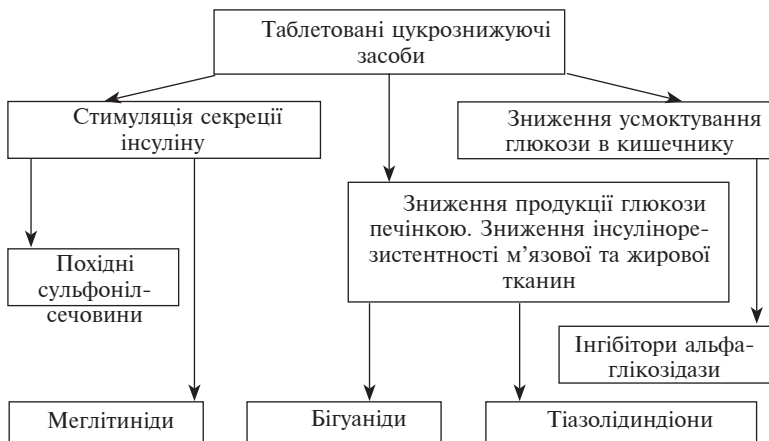 Таблетовані цукрознижуючі
засоби
Стимуляція секреції
інсуліну
Зниження усмоктування
глюкози в кишечнику
Зниження продукції глюкози
печінкою. Зниження інсуліноре-
зистентності м’язової та жирової
тканин
Похідні
сульфоніл-
сечовини
Інгібітори альфа-
глікозідази
Меглітиніди
Бігуаніди
Тіазолідиндіони